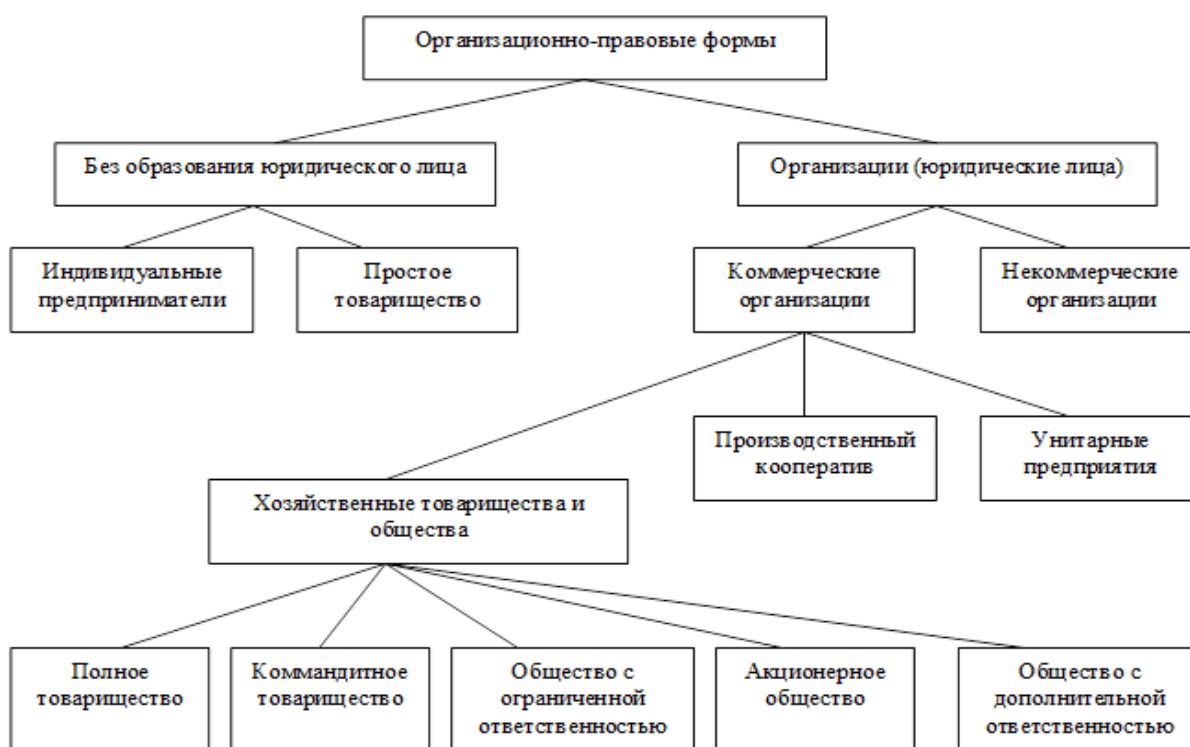 Организационно-правовые формы
Без образования юридического лица
Организации (юридические лица)
Индивидуальные
предприниматели
Простое
товарищество
Коммерческие
организации
Некоммерческие
организации
Производственный
кооператив
Унитарные
предприятия
Хозяйственные товарищества и
общества
Полное
товарищество
Коммандитное
товарищество
Общество с
ограниченной
ответственностью
Акционерное
общество
Общество с
дополнительной
ответственностью